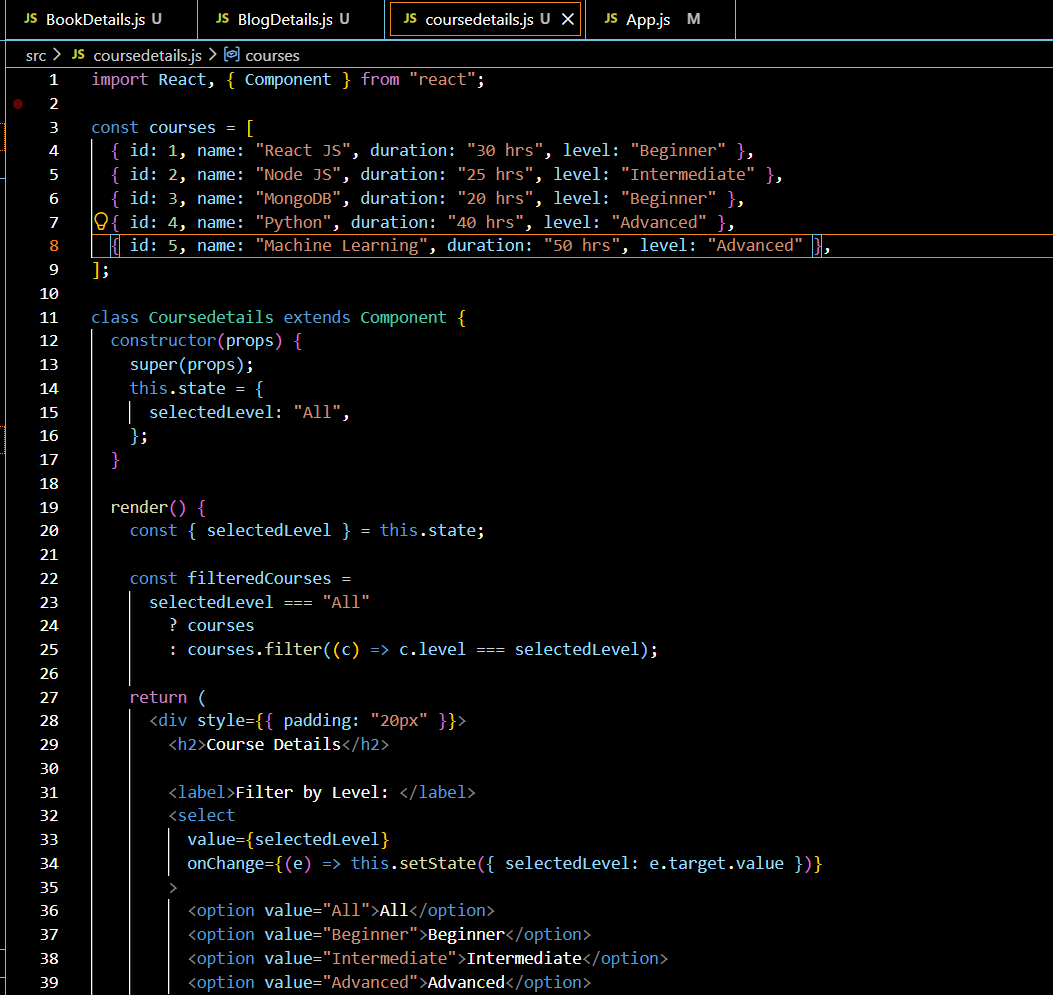 JS BookDetails.js U JS BlogDetails.js U JS coursedetails.js U × JS App.js M
src > JS coursedetails.js > courses
1 import React, { Component } from "react";
2
3 const courses = [
4 { id: 1, name: "React JS", duration: "30 hrs", level: "Beginner" },
5 { id: 2, name: "Node JS", duration: "25 hrs", level: "Intermediate" },
6 { id: 3, name: "MongoDB", duration: "20 hrs", level: "Beginner" },
7 { id: 4, name: "Python", duration: "40 hrs", level: "Advanced" },
8 { id: 5, name: "Machine Learning", duration: "50 hrs", level: "Advanced" },
9 ];
10
11 class Coursedetails extends Component {
12 constructor(props) {
13 super(props);
14 this.state = {
15 selectedLevel: "All",
16 };
17 }
18
19 render() {
20 const { selectedLevel } = this.state;
21
22 const filteredCourses =
23 selectedLevel === "All"
24 ? courses
25 : courses.filter((c) => c.level === selectedLevel);
26
27 return (
28 <div style={{ padding: "20px" }}>
29 <h2>Course Details</h2>
30
31 <label>Filter by Level: </label>
32 <select
33 value={selectedLevel}
34 onChange={(e) => this.setState({ selectedLevel: e.target.value })}
35 >
36 <option value="All">All</option>
37 <option value="Beginner">Beginner</option>
38 <option value="Intermediate">Intermediate</option>
39 <option value="Advanced">Advanced</option>